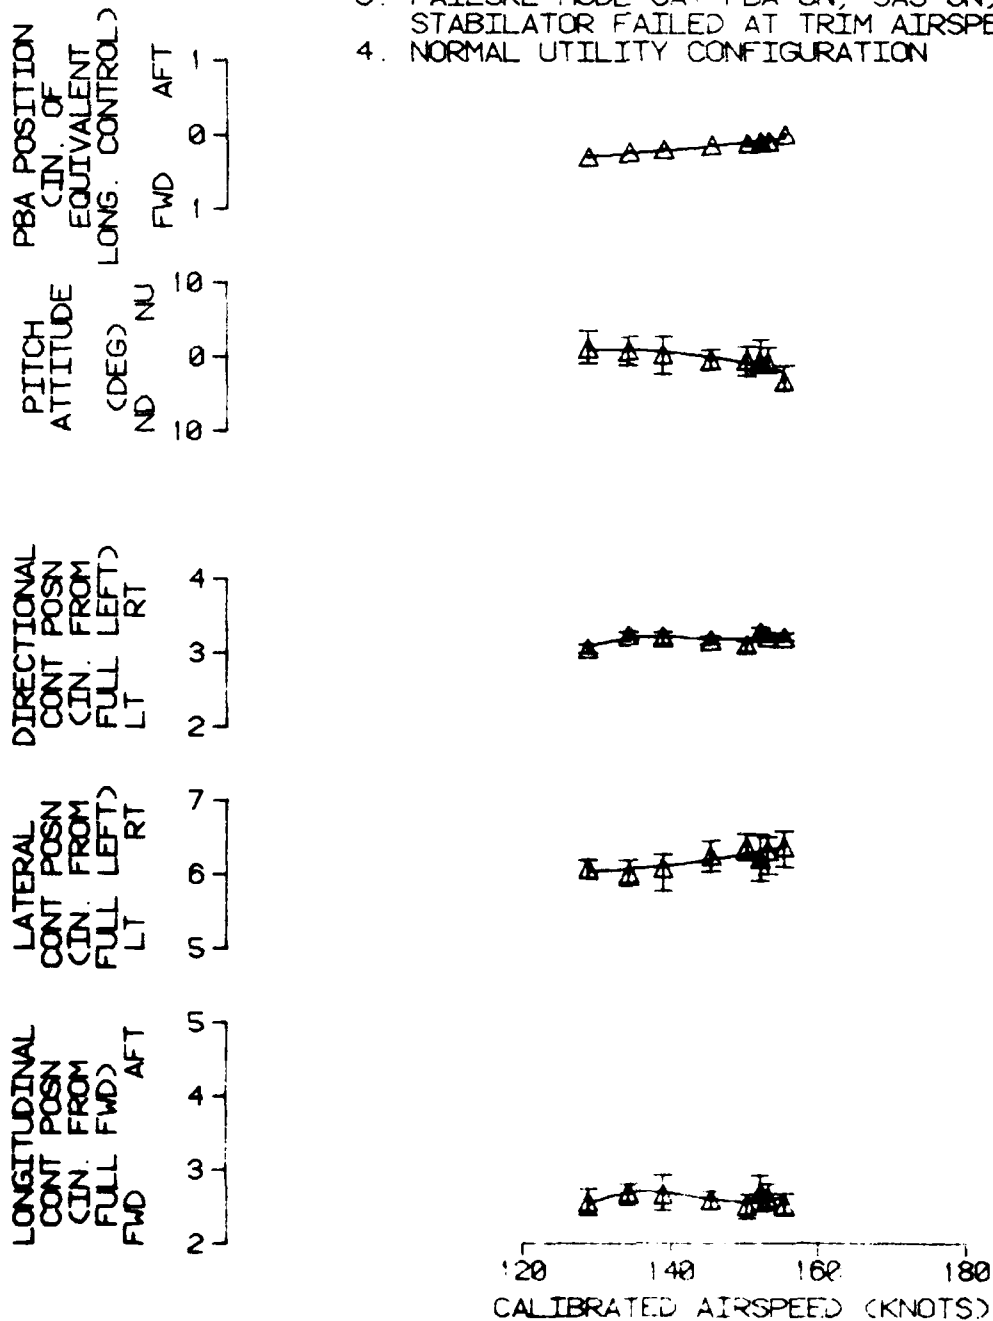 STABILATOR FAILED AT TRIM AIRSPE
4. NORMAL UTILITY CONFIGURATION
PBA POSITION
(IN. OF
EQUIVALENT
LONG. CONTROL)
FWD AFT
1
0
1
PITCH
ATTITUDE
(DEG)
ND NU
10
0
10
DIRECTIONAL
CONT POSN
(IN. FROM
FULL LEFT)
LT RT
4
3
2
LATERAL
CONT POSN
(IN. FROM
FULL LEFT)
LT RT
7
6
5
LONGITUDINAL
CONT POSN
(IN. FROM
FULL FWD)
FWD AFT
5
4
3
2
120 140 160 180
CALIBRATED AIRSPEED (KNOTS)